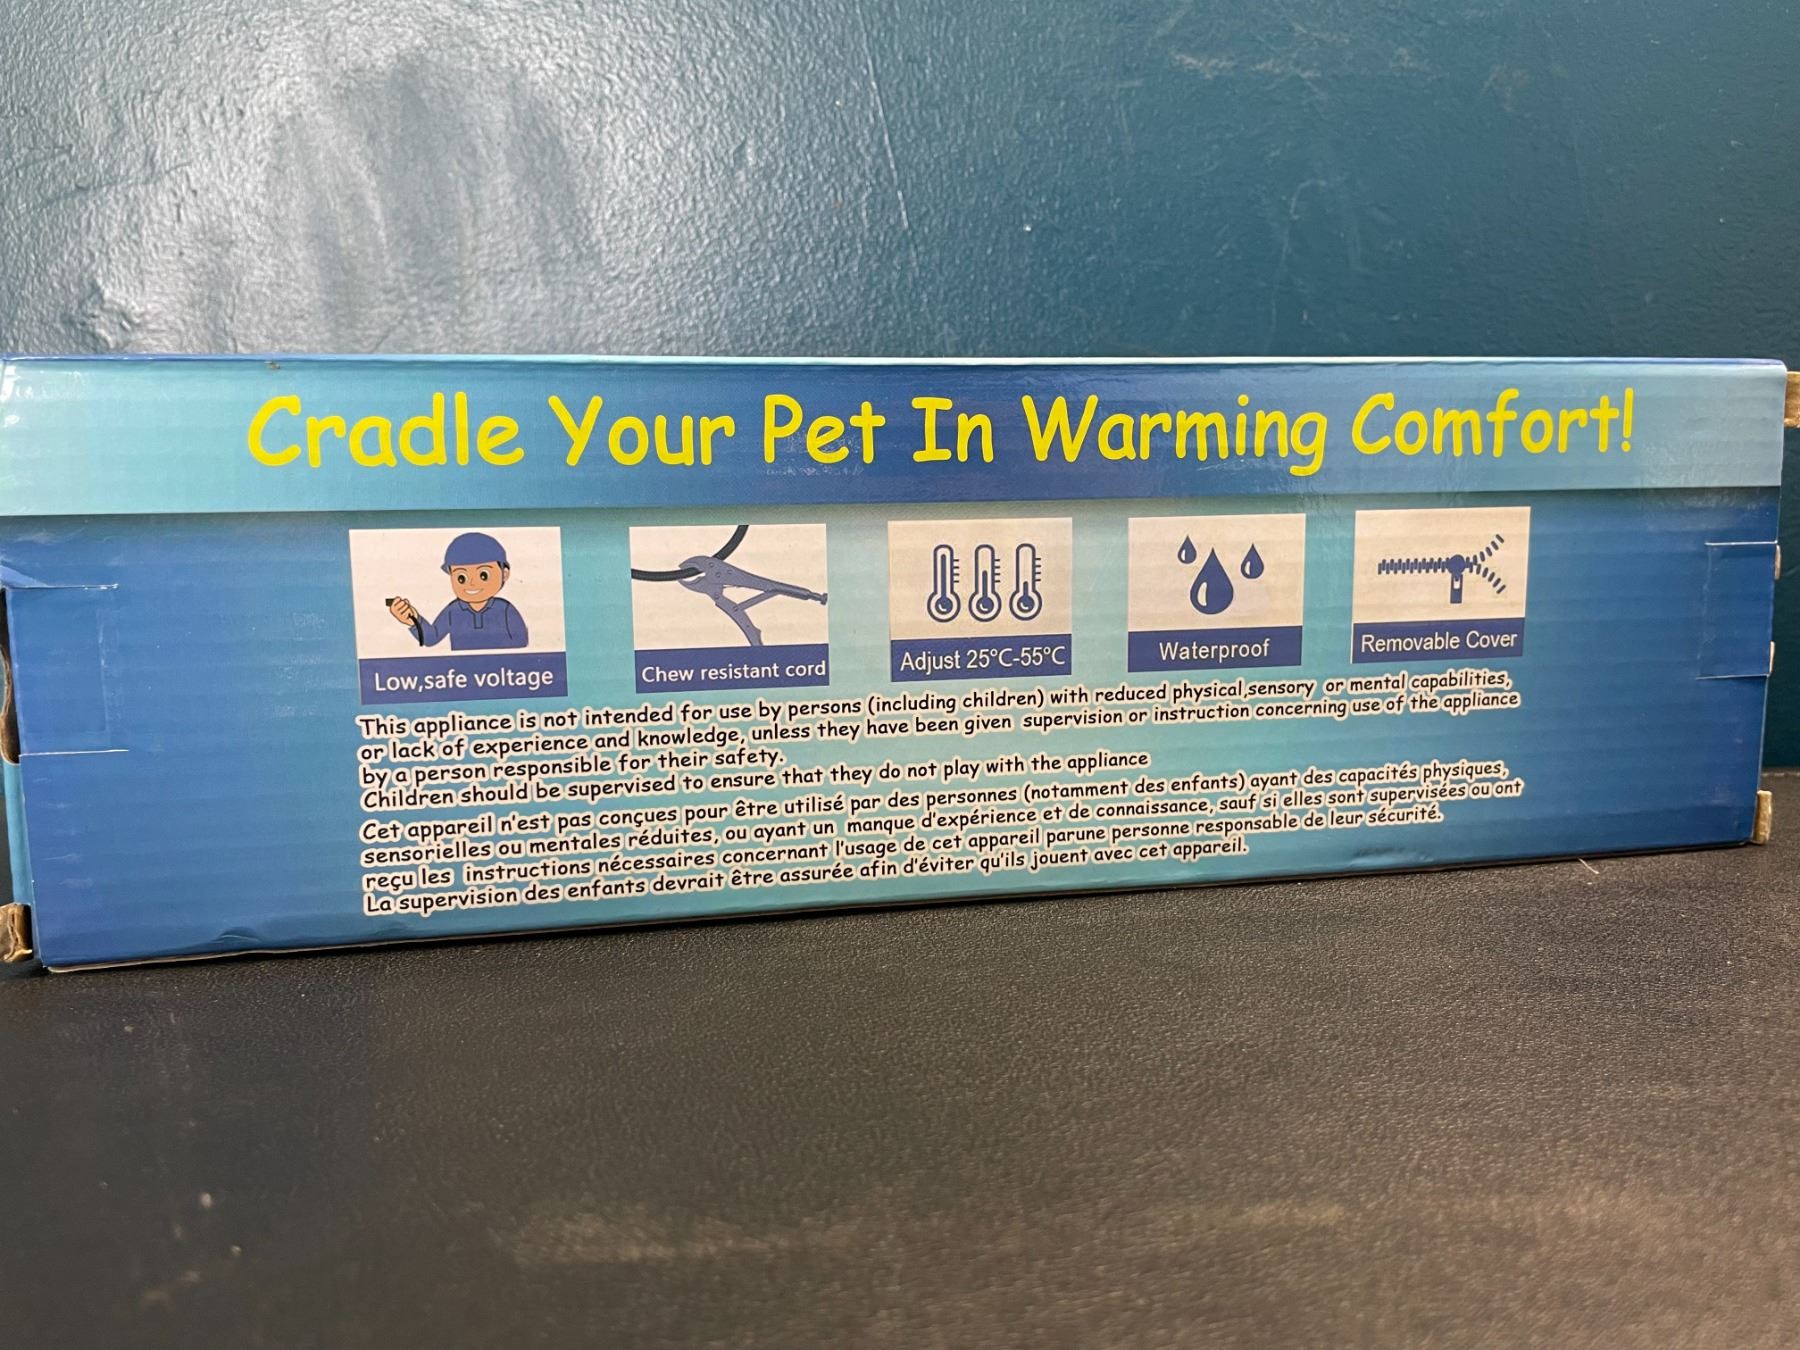 Cradle Your Pet In Warming Comfort!
Low,safe voltage
Chew resistant cord
Adjust 25°C-55°C
Waterproof
Removable Cover
This appliance is not intended for use by persons (including children) with reduced physical,sensory or mental capabilities,
or lack of experience and knowledge, unless they have been given supervision or instruction concerning use of the appliance
by a person responsible for their safety.
Children should be supervised to ensure that they do not play with the appliance
Cet appareil n'est pas conçues pour être utilisé par des personnes (notamment des enfants) ayant des capacités physiques,
sensorielles ou mentales réduites, ou ayant un manque d'expérience et de connaissance, sauf si elles sont supervisées ou ont
reçu les instructions nécessaires concernant l'usage de cet appareil parune personne responsable de leur sécurité.
La supervision des enfants devrait être assurée afin d'éviter qu'ils jouent avec cet appareil.